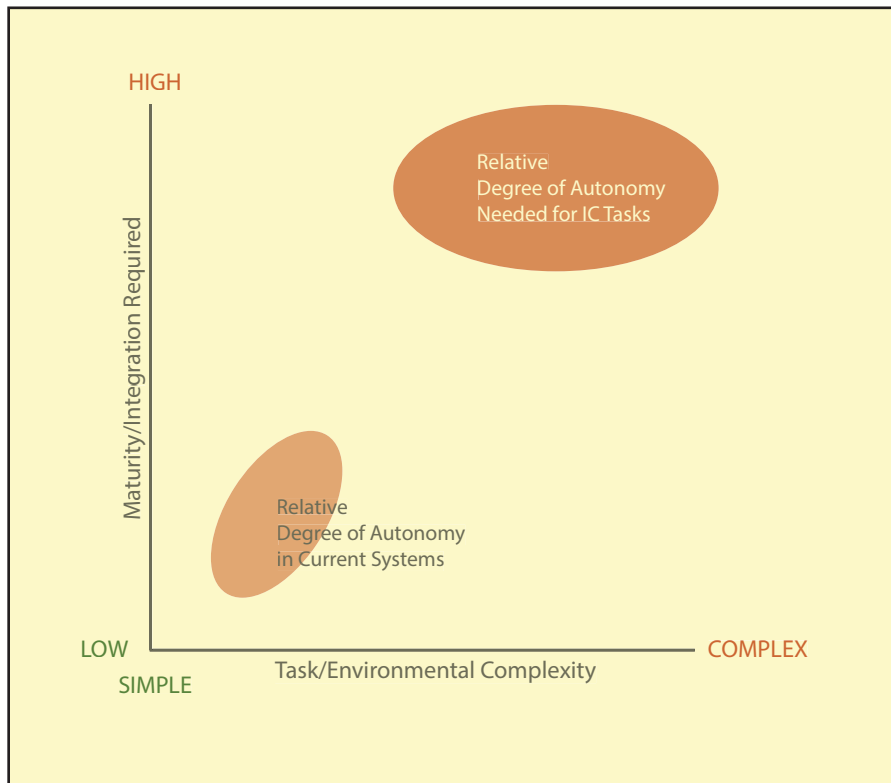 HIGH
Relative
Degree of Autonomy
Needed for IC Tasks
Maturity/Integration Required
Relative
Degree of Autonomy
in Current Systems
LOW
COMPLEX
Task/Environmental Complexity
SIMPLE